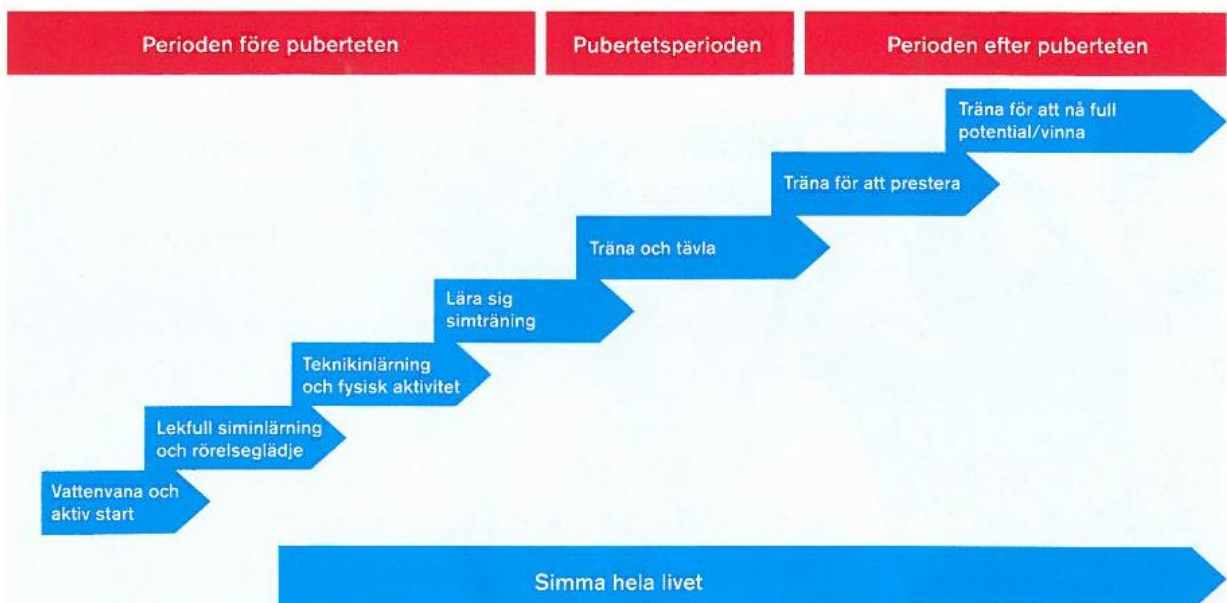 Perioden före puberteten
Pubertetsperioden
Perioden efter puberteten
Träna för att nå full
potential/vinna
Träna för att prestera
Träna och tävla
Lära sig
simträning
Teknikinlärning
och fysisk aktivitet
Lekfull siminlärning
och rörelseglädje
Vattenvana och
aktiv start
Simma hela livet